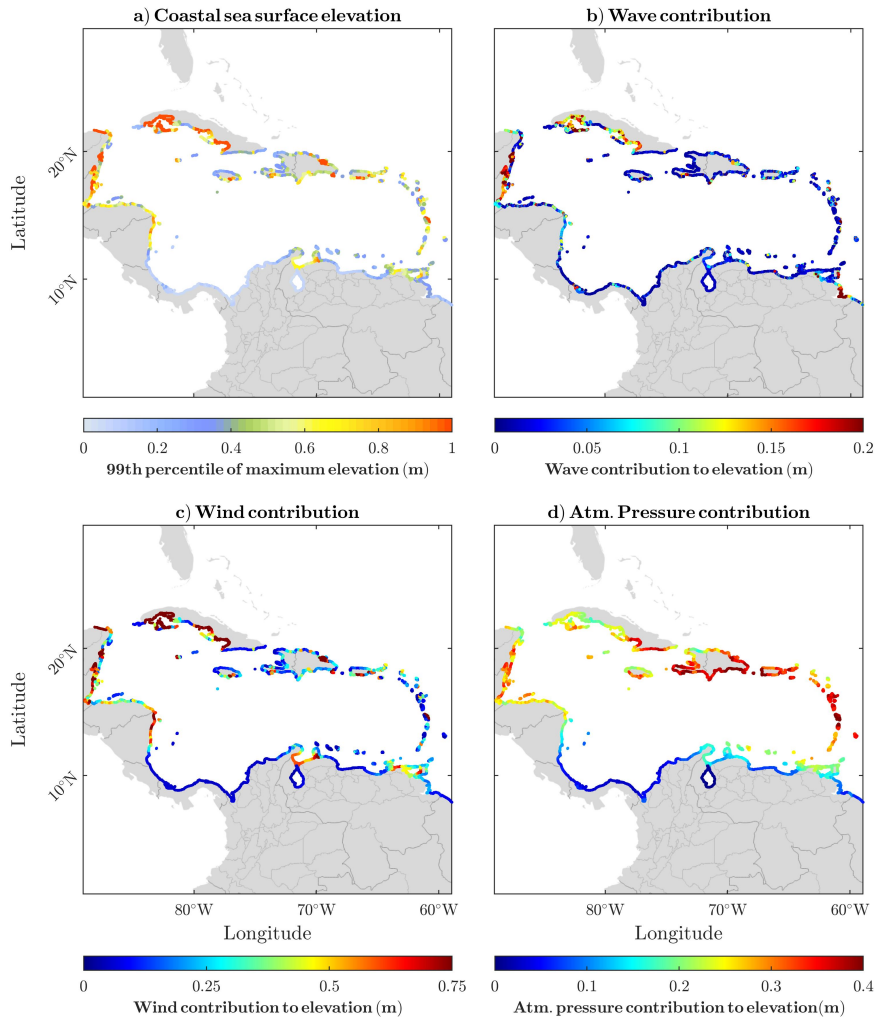 a) Coastal sea surface elevation
b) Wave contribution
Latitude
20°N
10°N
0 0.2 0.4 0.6 0.8 1
99th percentile of maximum elevation (m)
0 0.05 0.1 0.15 0.2
Wave contribution to elevation (m)
c) Wind contribution
d) Atm. Pressure contribution
Latitude
20°N
10°N
80°W 70°W 60°W
Longitude
80°W 70°W 60°W
Longitude
0 0.25 0.5 0.75
Wind contribution to elevation (m)
0 0.1 0.2 0.3 0.4
Atm. pressure contribution to elevation(m)